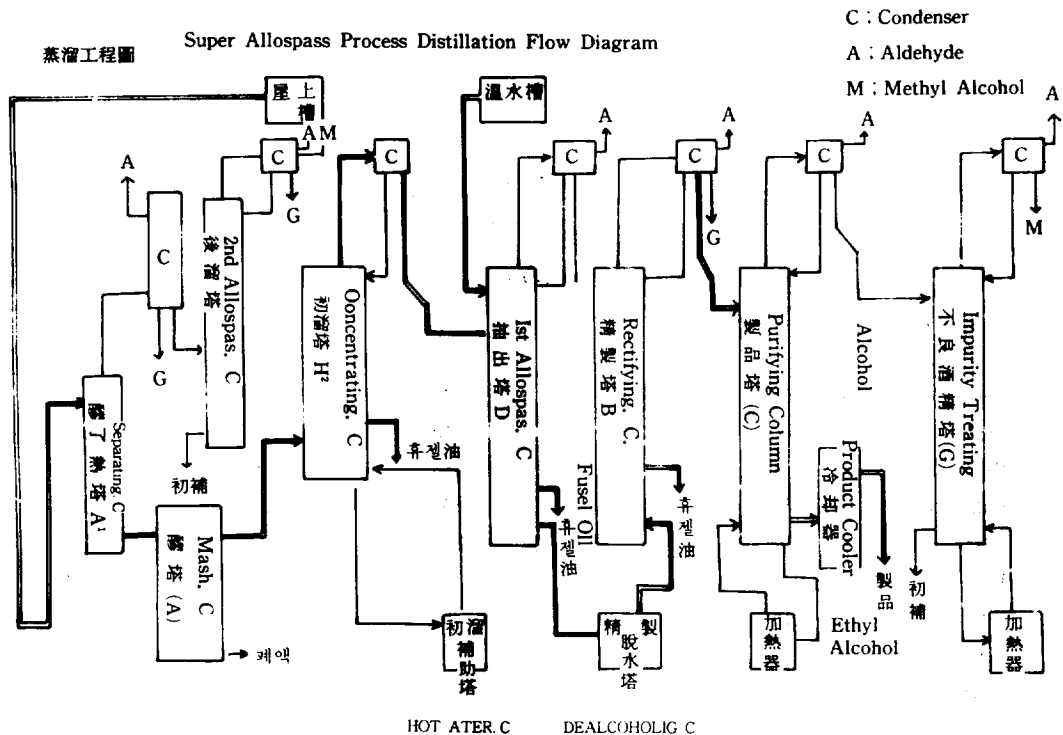 Super Allospass Process Distillation Flow Diagram
C : Condenser
A : Aldehyde
M : Methyl Alcohol
蒸溜工程圖
屋上槽
溫水槽
A M
A
A
A
A
A
C
C
C
C
C
C
C
G
G
G
M
2nd Allospas. C
後溜塔
Separating. C
醪了熱塔 A¹
Mash. C
醪塔 (A)
Ooncentrating. C
初溜塔 H²
Ist Allospas. C
抽出塔 D
Rectifying. C.
精製塔 B
Purifying Column
製品塔 (C)
Alcohol
Impurity Treating
不良酒精塔(G)
Product Cooler
冷却器
製品
Fusel Oil
휴젤油
휴젤油
휴젤油
初補
初補
폐액
初溜補助塔
精製脫水塔
加熱器
Ethyl Alcohol
加熱器
HOT ATER. C
DEALCOHOLIG C